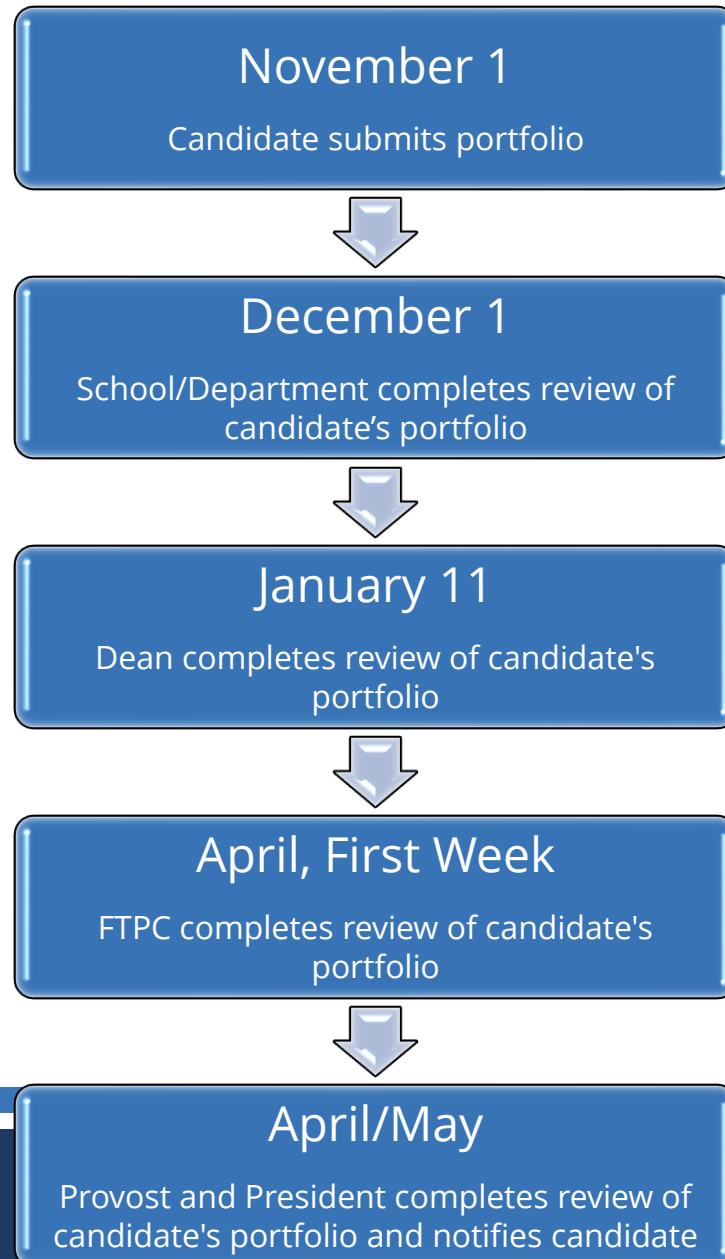 November 1
Candidate submits portfolio
December 1
School/Department completes review of
candidate’s portfolio
January 11
Dean completes review of candidate's
portfolio
April, First Week
FTPC completes review of candidate's
portfolio
April/May
Provost and President completes review of
candidate's portfolio and notifies candidate